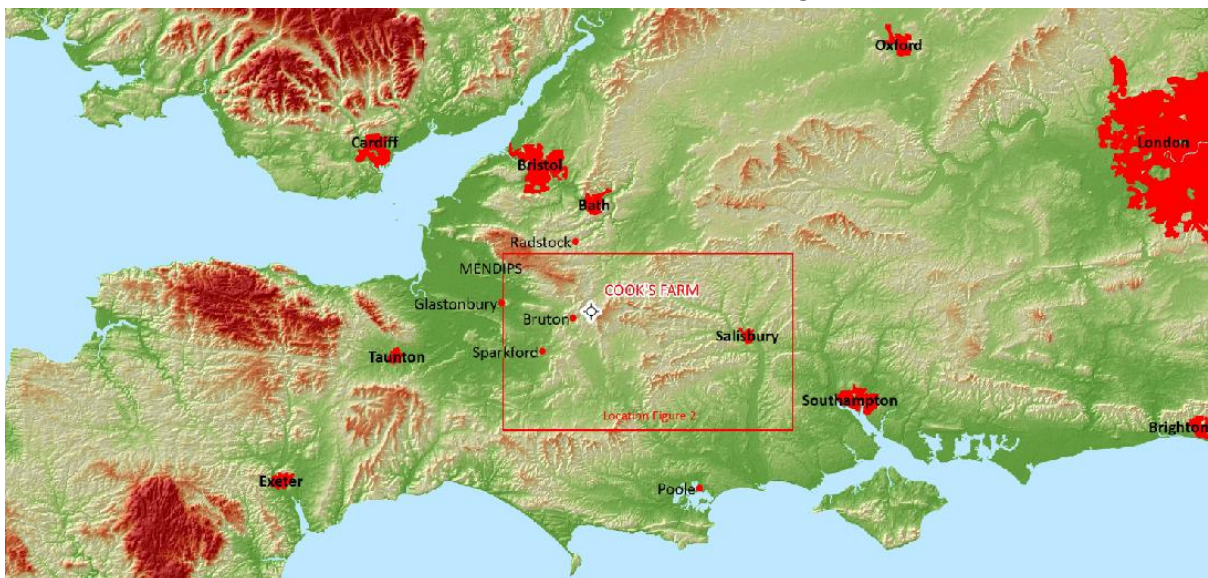 Oxford
Cardiff
London
Bristol
Bath
Radstock
MENDIPS
COOK'S FARM
Glastonbury
Bruton
Salisbury
Sparkford
Taunton
Southampton
Location Figure 2
Brighton
Exeter
Poole